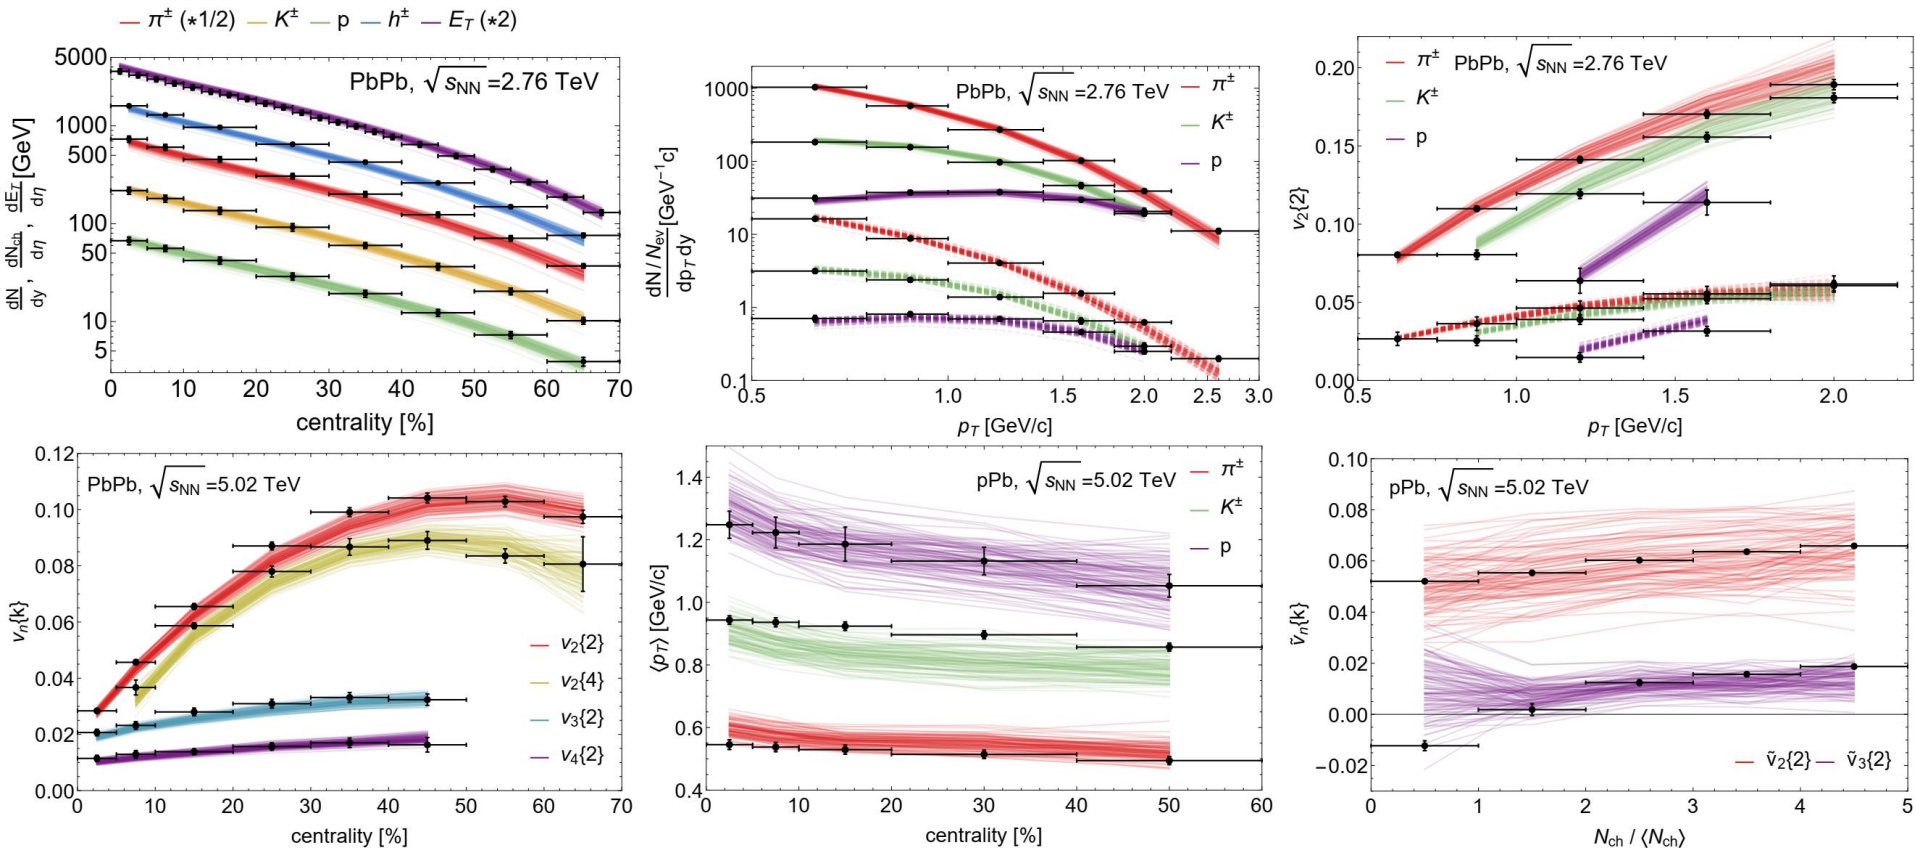 π± (*1/2) K± p h± E_T (*2)
PbPb, √s_NN =2.76 TeV
dN/dy, dN_ch/dη, dE_T/dη [GeV]
5000
1000
500
100
50
10
5
0 10 20 30 40 50 60 70
centrality [%]
PbPb, √s_NN =2.76 TeV
π±
K±
p
dN / N_ev / dp_T dy [GeV⁻¹c]
1000
100
10
1
0.1
0.5 1.0 1.5 2.0 2.5 3.0
p_T [GeV/c]
π±
K±
p
PbPb, √s_NN =2.76 TeV
v₂{2}
0.20
0.15
0.10
0.05
0.00
0.5 1.0 1.5 2.0
p_T [GeV/c]
PbPb, √s_NN =5.02 TeV
v_n{k}
0.12
0.10
0.08
0.06
0.04
0.02
0.00
v₂{2}
v₂{4}
v₃{2}
v₄{2}
0 10 20 30 40 50 60 70
centrality [%]
pPb, √s_NN =5.02 TeV
π±
K±
p
⟨p_T⟩ [GeV/c]
1.4
1.2
1.0
0.8
0.6
0.4
0 10 20 30 40 50 60
centrality [%]
pPb, √s_NN =5.02 TeV
ṽ_n{k}
0.10
0.08
0.06
0.04
0.02
0.00
−0.02
ṽ₂{2} ṽ₃{2}
0 1 2 3 4 5
N_ch / ⟨N_ch⟩